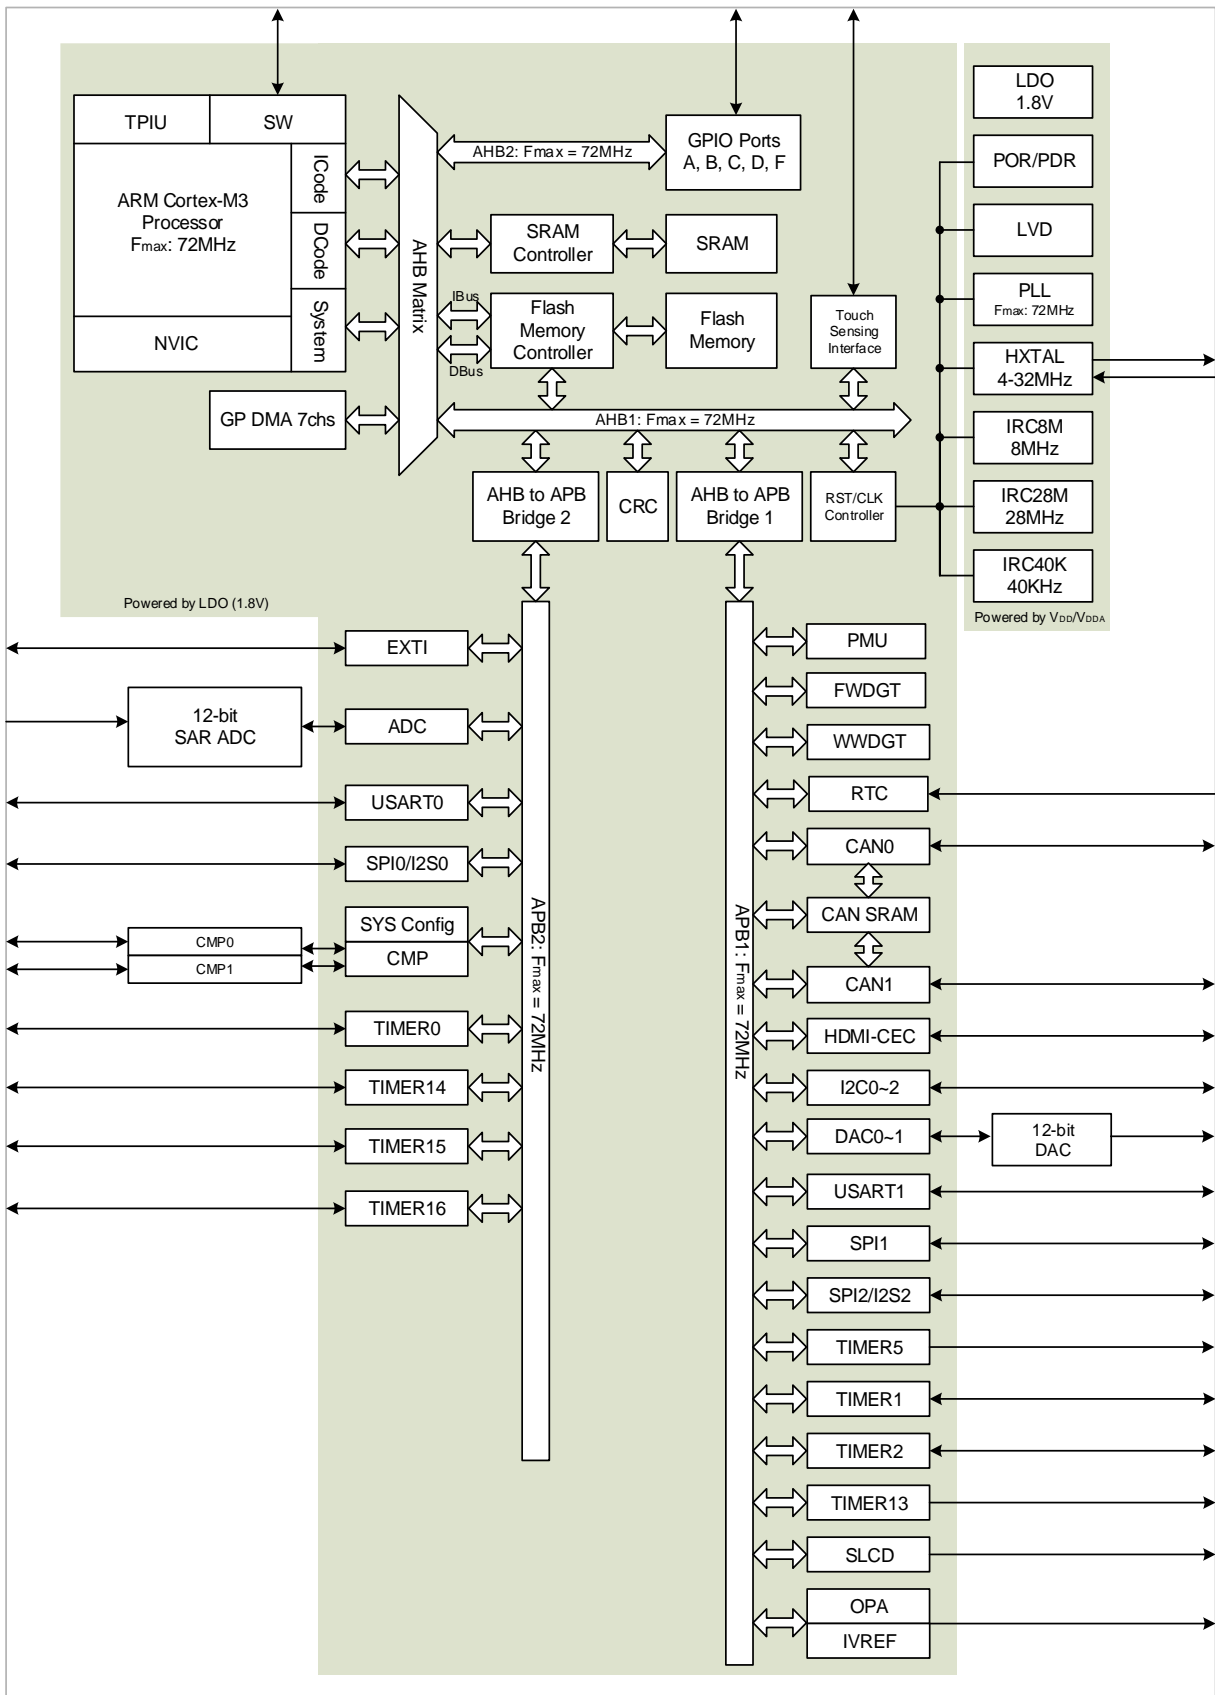 TPIU
SW
ARM Cortex-M3
Processor
Fmax: 72MHz
ICode
DCode
System
NVIC
GP DMA 7chs
AHB Matrix
AHB2: Fmax = 72MHz
GPIO Ports
A, B, C, D, F
SRAM
Controller
SRAM
IBus
DBus
Flash
Memory
Controller
Flash
Memory
Touch
Sensing
Interface
AHB1: Fmax = 72MHz
AHB to APB
Bridge 2
CRC
AHB to APB
Bridge 1
RST/CLK
Controller
LDO
1.8V
POR/PDR
LVD
PLL
Fmax: 72MHz
HXTAL
4-32MHz
IRC8M
8MHz
IRC28M
28MHz
IRC40K
40KHz
Powered by VDD/VDDA
Powered by LDO (1.8V)
EXTI
12-bit
SAR ADC
ADC
USART0
SPI0/I2S0
SYS Config
CMP
CMP0
CMP1
TIMER0
TIMER14
TIMER15
TIMER16
APB2: Fmax = 72MHz
APB1: Fmax = 72MHz
PMU
FWDGT
WWDGT
RTC
CAN0
CAN SRAM
CAN1
HDMI-CEC
I2C0~2
DAC0~1
12-bit
DAC
USART1
SPI1
SPI2/I2S2
TIMER5
TIMER1
TIMER2
TIMER13
SLCD
OPA
IVREF